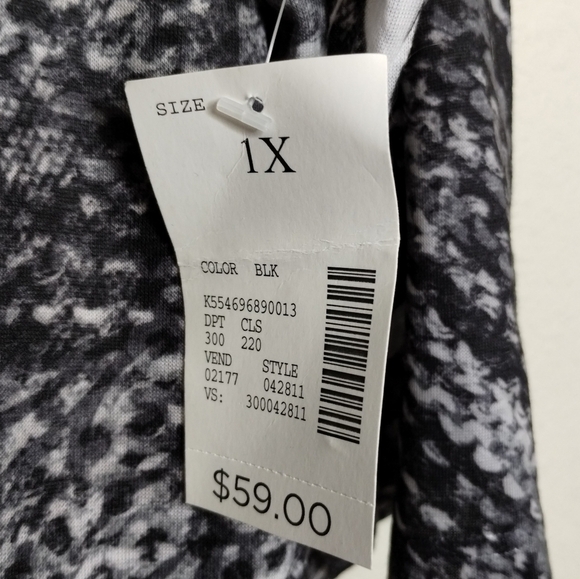 SIZE
1X
COLOR BLK
K554696890013
DPT CLS
300 220
VEND STYLE
02177 042811
VS: 300042811
$59.00